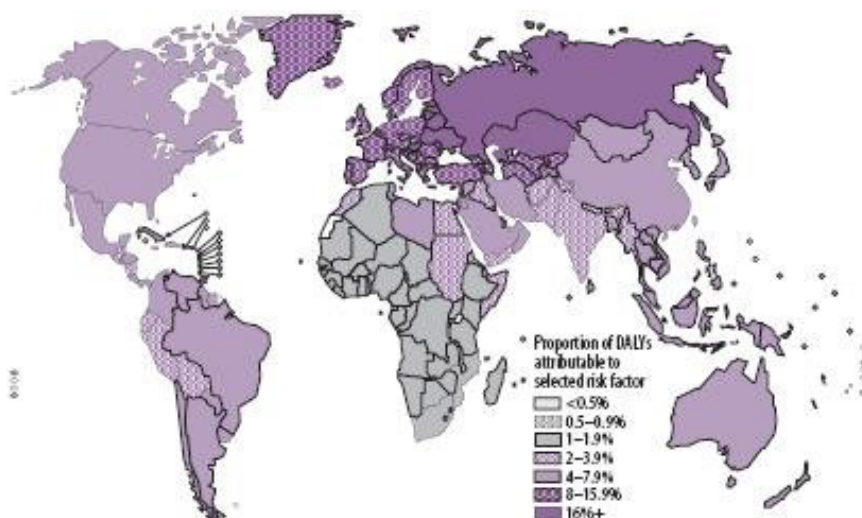 Proportion of DALYs
attributable to
selected risk factor
<0.5%
0.5–0.9%
1–1.9%
2–3.9%
4–7.9%
8–15.9%
16%+